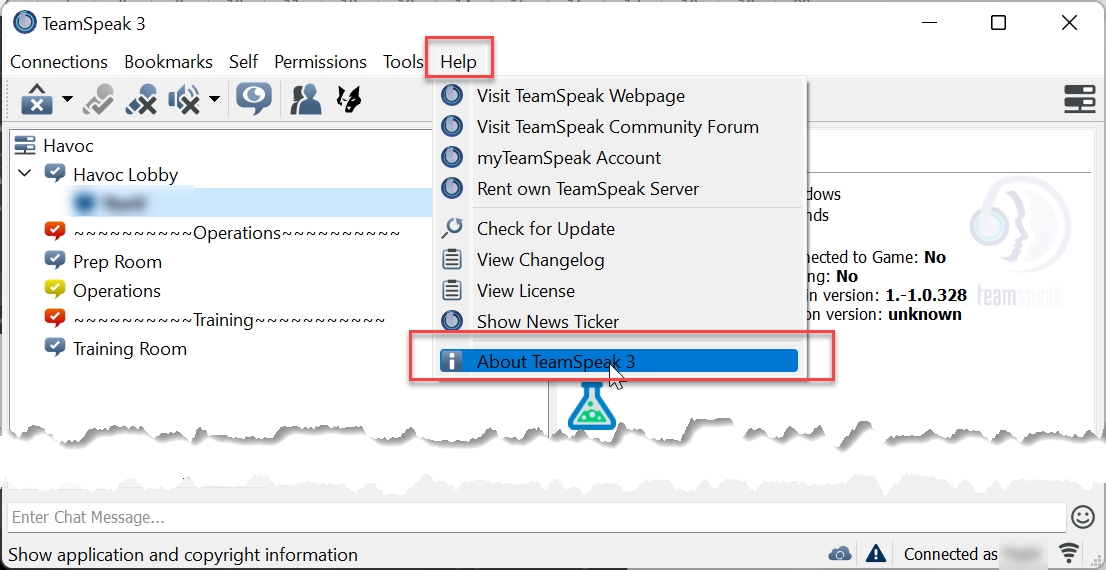 TeamSpeak 3
Connections Bookmarks Self Permissions Tools Help
Visit TeamSpeak Webpage
Visit TeamSpeak Community Forum
myTeamSpeak Account
Rent own TeamSpeak Server
Check for Update
View Changelog
View License
Show News Ticker
About TeamSpeak 3
Havoc
Havoc Lobby
~~~~~~~~~~Operations~~~~~~~~~~
Prep Room
Operations
~~~~~~~~~~Training~~~~~~~~~~~
Training Room
dows
nds
nected to Game: No
ng: No
in version: 1.-1.0.328
on version: unknown
teamspeak
Enter Chat Message...
Show application and copyright information
Connected as